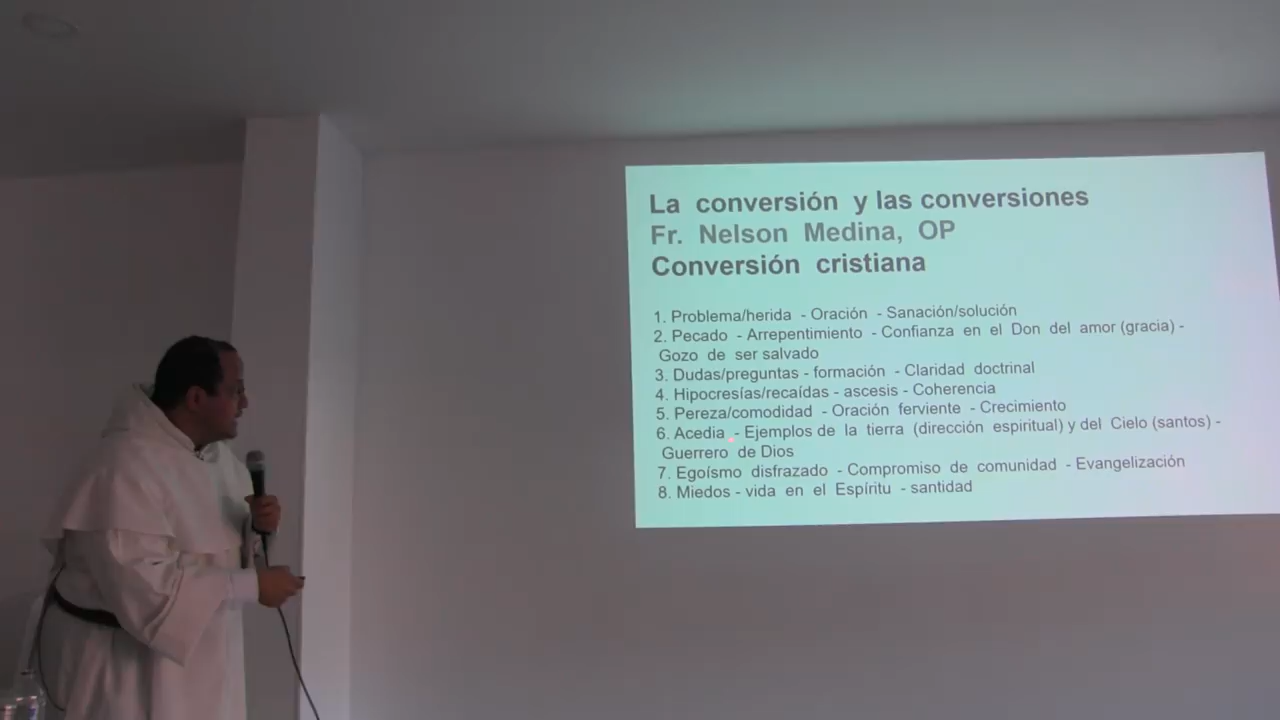 La conversión y las conversiones
Fr. Nelson Medina, OP
Conversión cristiana
1. Problema/herida - Oración - Sanación/solución
2. Pecado - Arrepentimiento - Confianza en el Don del amor (gracia) -
Gozo de ser salvado
3. Dudas/preguntas - formación - Claridad doctrinal
4. Hipocresías/recaídas - ascesis - Coherencia
5. Pereza/comodidad - Oración ferviente - Crecimiento
6. Acedia - Ejemplos de la tierra (dirección espiritual) y del Cielo (santos) -
Guerrero de Dios
7. Egoísmo disfrazado - Compromiso de comunidad - Evangelización
8. Miedos - vida en el Espíritu - santidad